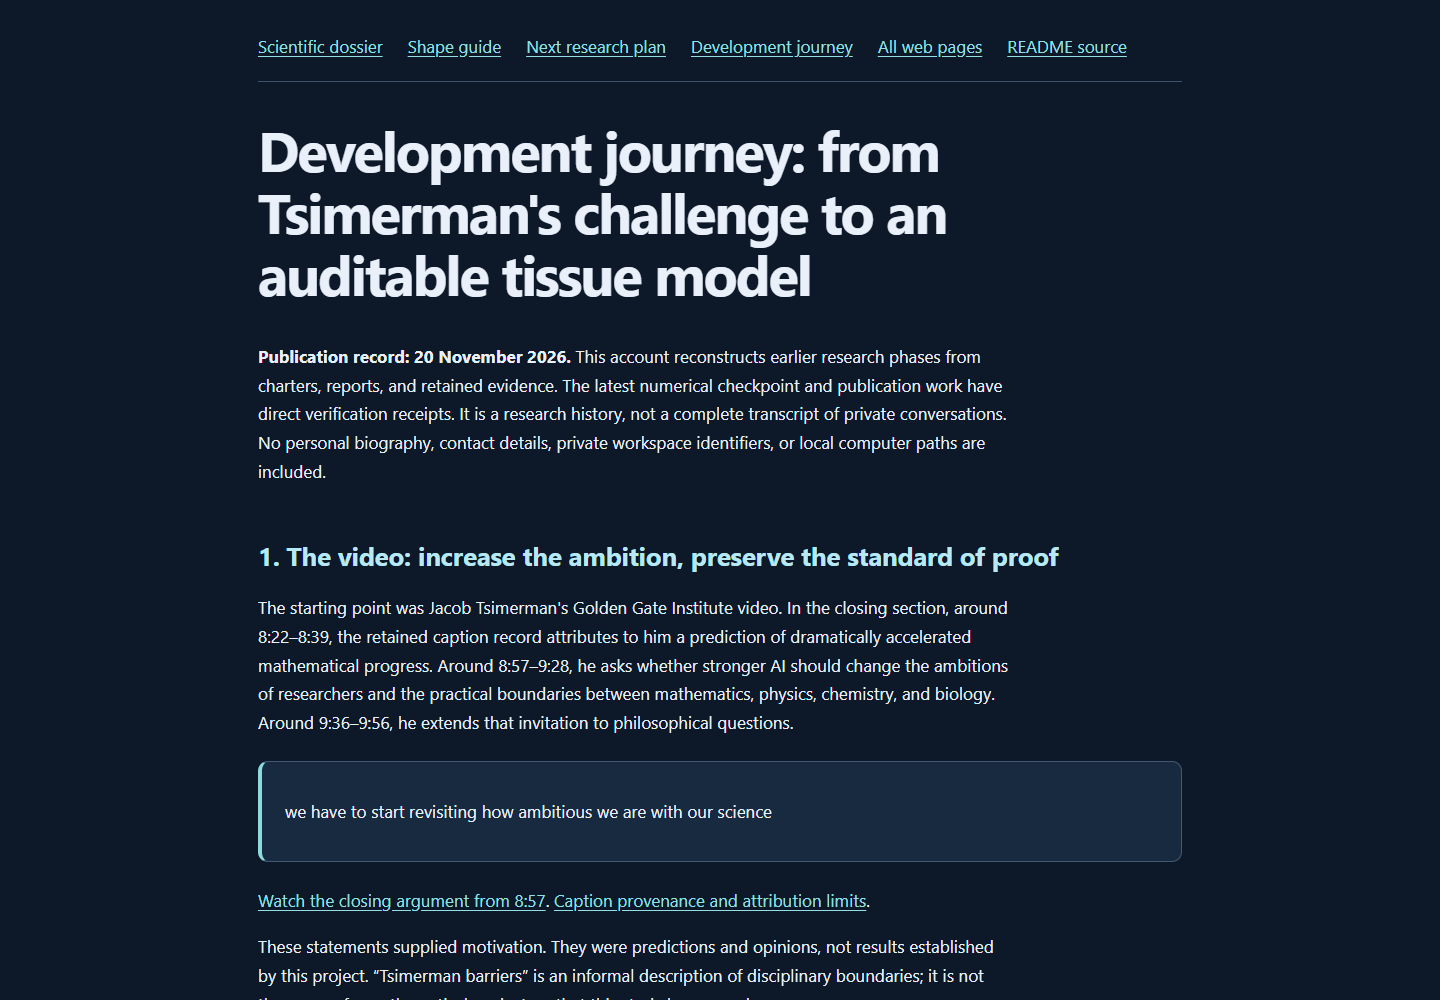 Scientific dossier Shape guide Next research plan Development journey All web pages README source
Development journey: from
Tsimerman's challenge to an
auditable tissue model
Publication record: 20 November 2026. This account reconstructs earlier research phases from
charters, reports, and retained evidence. The latest numerical checkpoint and publication work have
direct verification receipts. It is a research history, not a complete transcript of private conversations.
No personal biography, contact details, private workspace identifiers, or local computer paths are
included.
1. The video: increase the ambition, preserve the standard of proof
The starting point was Jacob Tsimerman's Golden Gate Institute video. In the closing section, around
8:22–8:39, the retained caption record attributes to him a prediction of dramatically accelerated
mathematical progress. Around 8:57–9:28, he asks whether stronger AI should change the ambitions
of researchers and the practical boundaries between mathematics, physics, chemistry, and biology.
Around 9:36–9:56, he extends that invitation to philosophical questions.
we have to start revisiting how ambitious we are with our science
Watch the closing argument from 8:57. Caption provenance and attribution limits.
These statements supplied motivation. They were predictions and opinions, not results established
by this project. “Tsimerman barriers” is an informal description of disciplinary boundaries; it is not